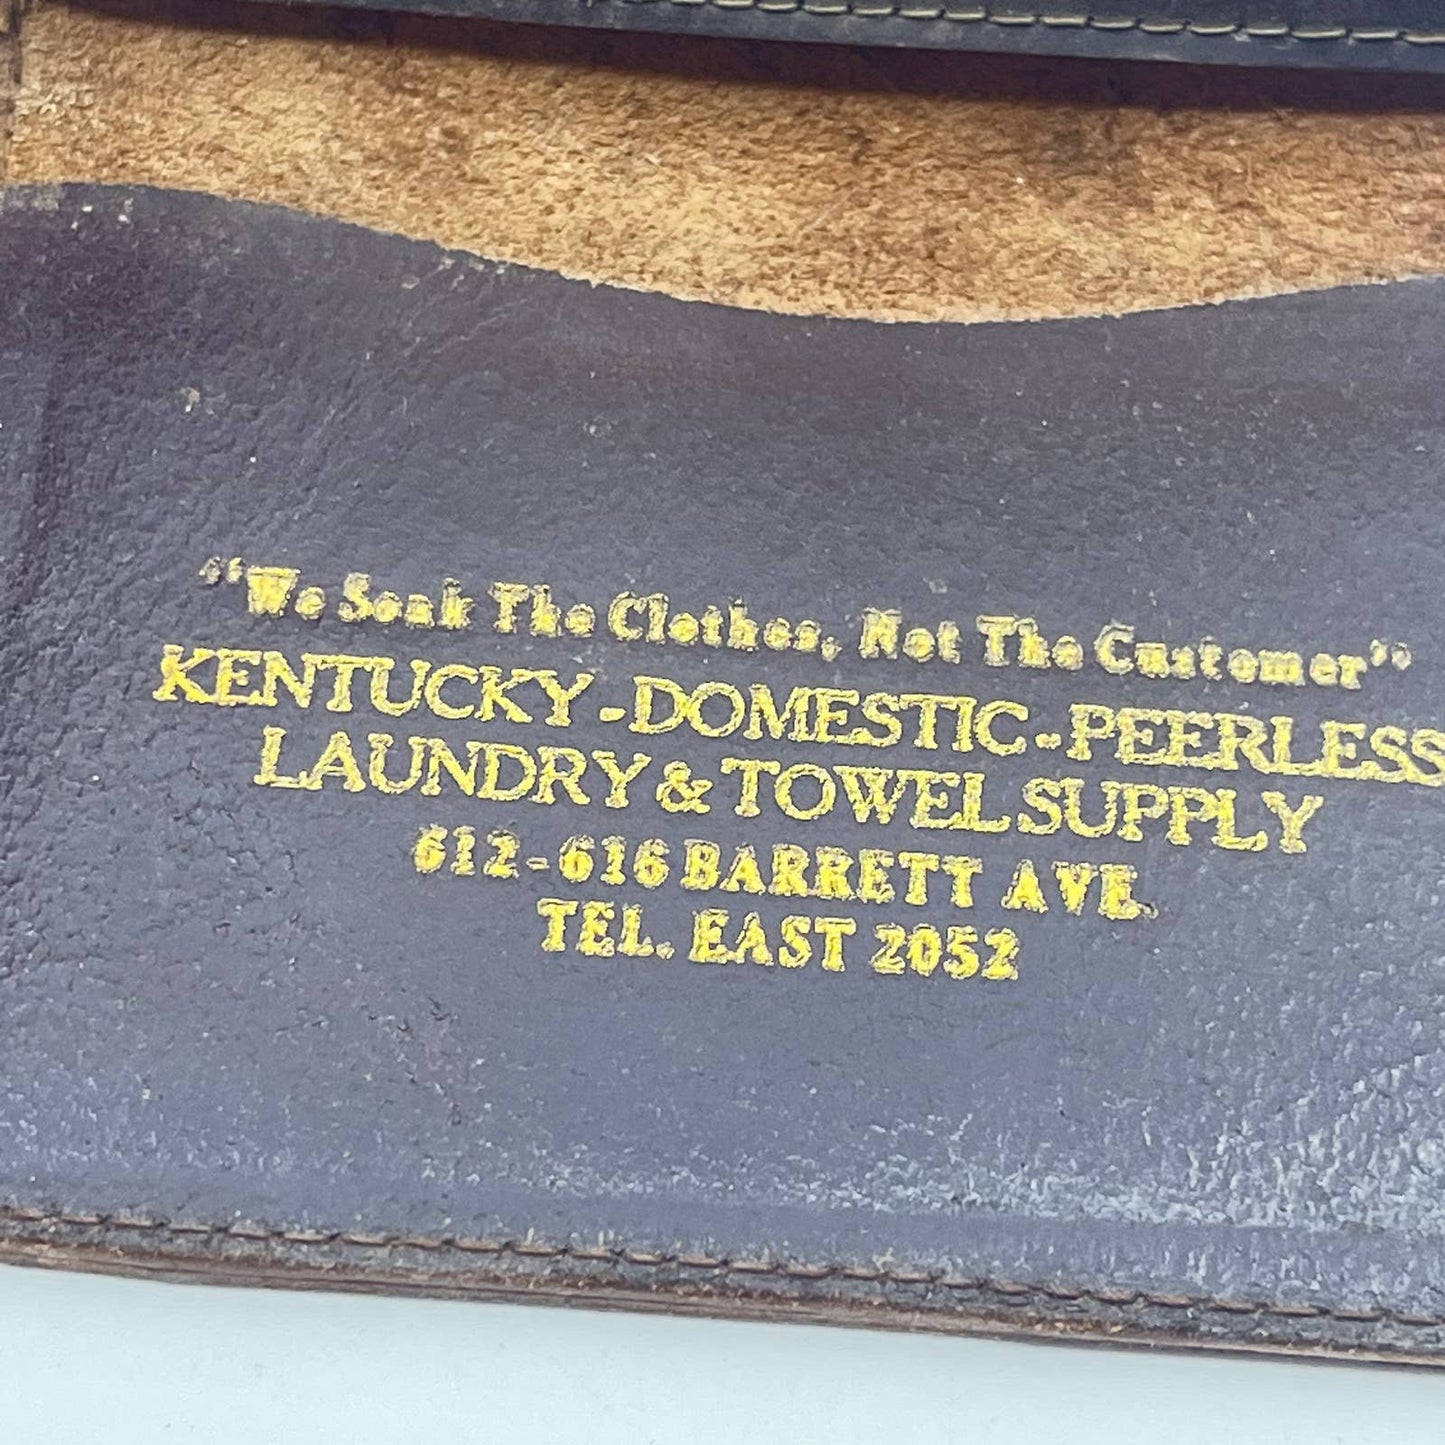 "We Soak The Clothes, Not The Customer"
KENTUCKY-DOMESTIC-PEERLESS
LAUNDRY & TOWEL SUPPLY
612-616 BARRETT AVE.
TEL. EAST 2052